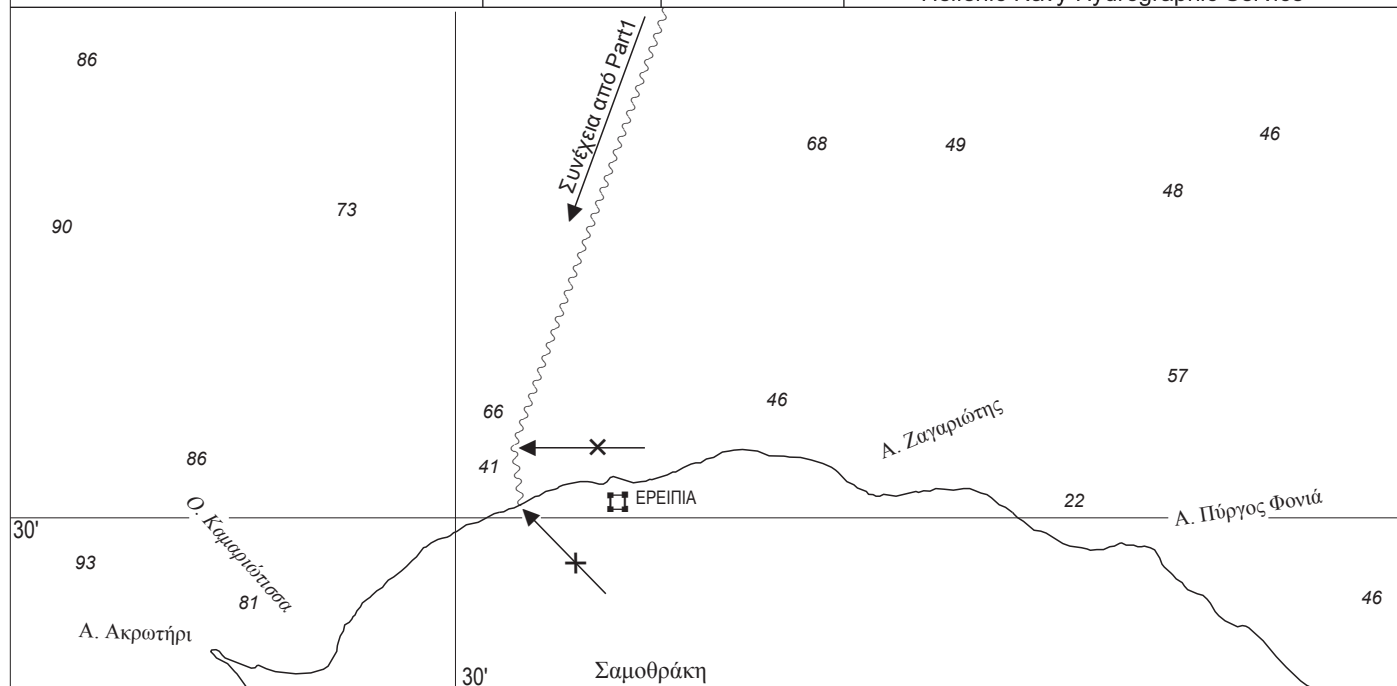 Hellenic Navy Hydrographic Service
Συνέχεια από Part1
86
46
68
49
48
73
90
57
46
66
Α. Ζαγαριώτης
86
41
ΕΡΕΙΠΙΑ
22
Α. Πύργος Φονιά
Ο. Καμαριώτισσα
30'
93
81
46
Α. Ακρωτήρι
30'
Σαμοθράκη